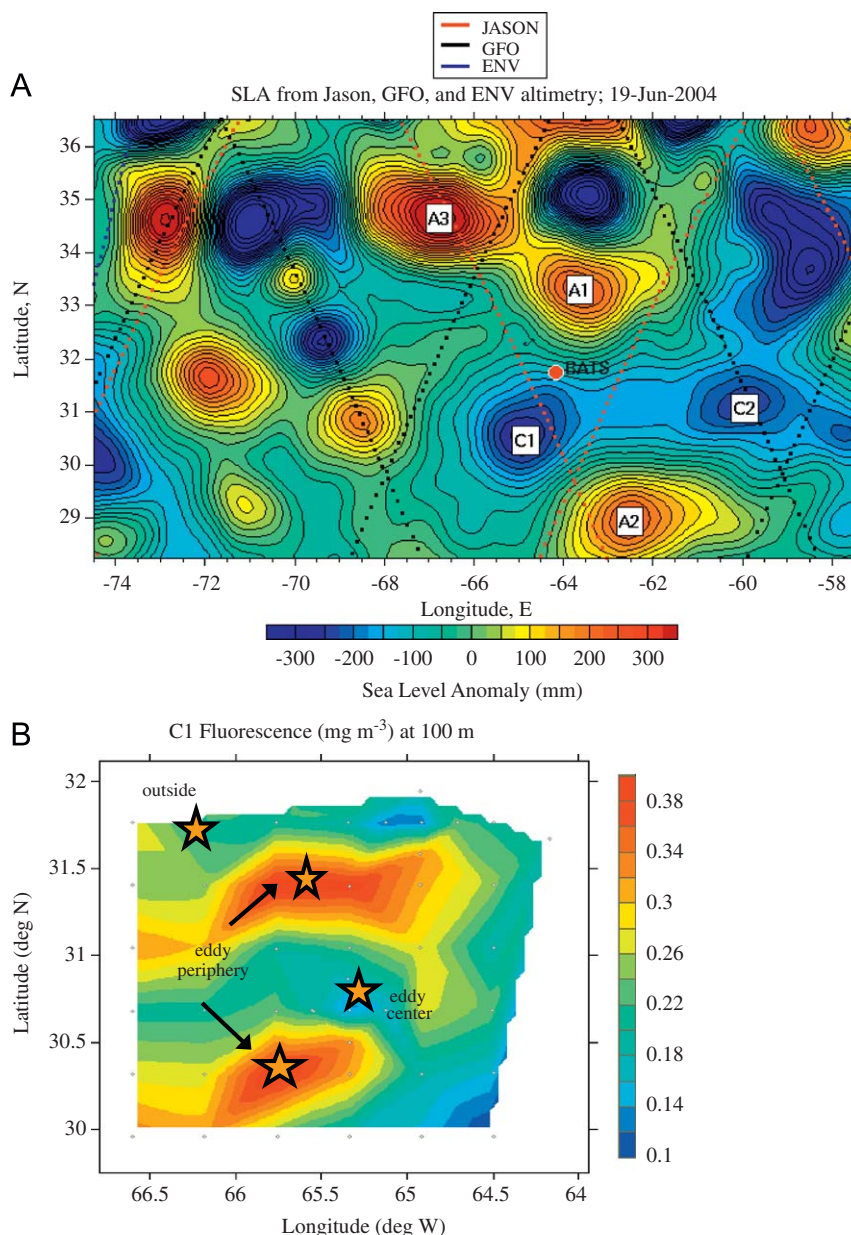 JASON
GFO
ENV
A
SLA from Jason, GFO, and ENV altimetry; 19-Jun-2004
36
35
34
33
32
31
30
29
Latitude, N
A3
A1
BATS
C2
C1
A2
-74 -72 -70 -68 -66 -64 -62 -60 -58
Longitude, E
-300 -200 -100 0 100 200 300
Sea Level Anomaly (mm)
B
C1 Fluorescence (mg m⁻³) at 100 m
32
31.5
31
30.5
30
Latitude (deg N)
outside
eddy
periphery
eddy
center
0.38
0.34
0.3
0.26
0.22
0.18
0.14
0.1
66.5 66 65.5 65 64.5 64
Longitude (deg W)